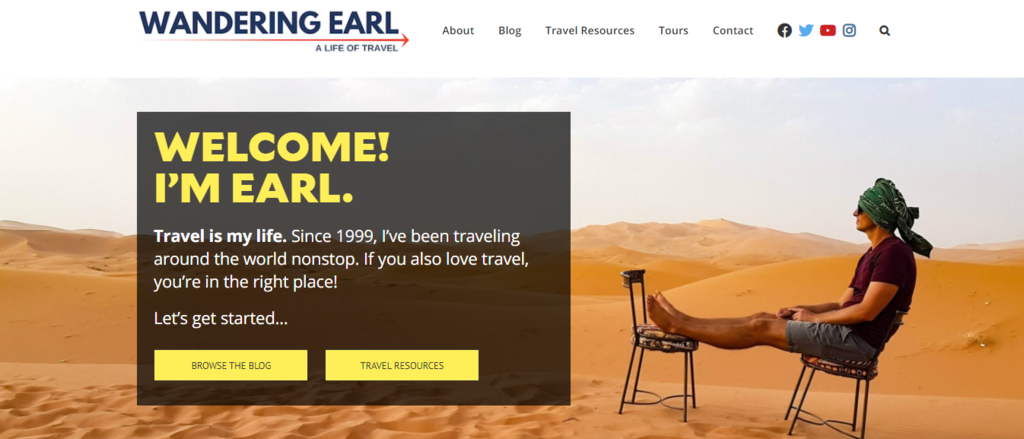 WANDERING EARL
A LIFE OF TRAVEL
About Blog Travel Resources Tours Contact
WELCOME!
I'M EARL.
Travel is my life. Since 1999, I've been traveling
around the world nonstop. If you also love travel,
you're in the right place!
Let's get started...
BROWSE THE BLOG
TRAVEL RESOURCES